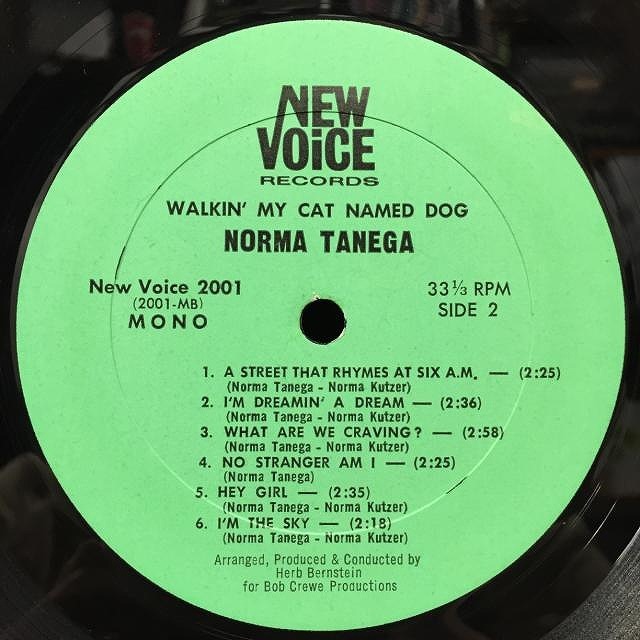 NEW
VOiCE
RECORDS
WALKIN' MY CAT NAMED DOG
NORMA TANEGA
New Voice 2001
(2001-MB)
MONO
33⅓ RPM
SIDE 2
1. A STREET THAT RHYMES AT SIX A.M. — (2:25)
(Norma Tanega - Norma Kutzer)
2. I'M DREAMIN' A DREAM — (2:36)
(Norma Tanega - Norma Kutzer)
3. WHAT ARE WE CRAVING? — (2:58)
(Norma Tanega - Norma Kutzer)
4. NO STRANGER AM I — (2:25)
(Norma Tanega)
5. HEY GIRL — (2:35)
(Norma Tanega - Norma Kutzer)
6. I'M THE SKY — (2:18)
(Norma Tanega - Norma Kutzer)
Arranged, Produced & Conducted by
Herb Bernstein
for Bob Crewe Productions